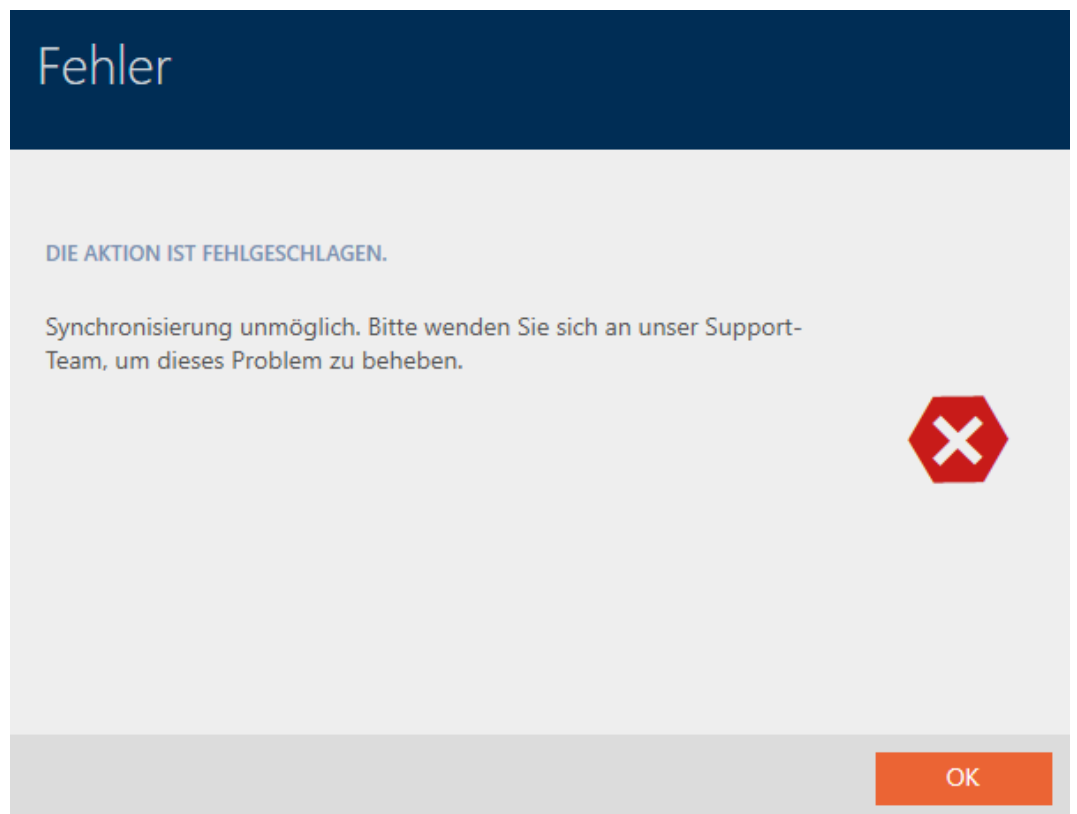 Fehler
DIE AKTION IST FEHLGESCHLAGEN.
Synchronisierung unmöglich. Bitte wenden Sie sich an unser Support-
Team, um dieses Problem zu beheben.
OK